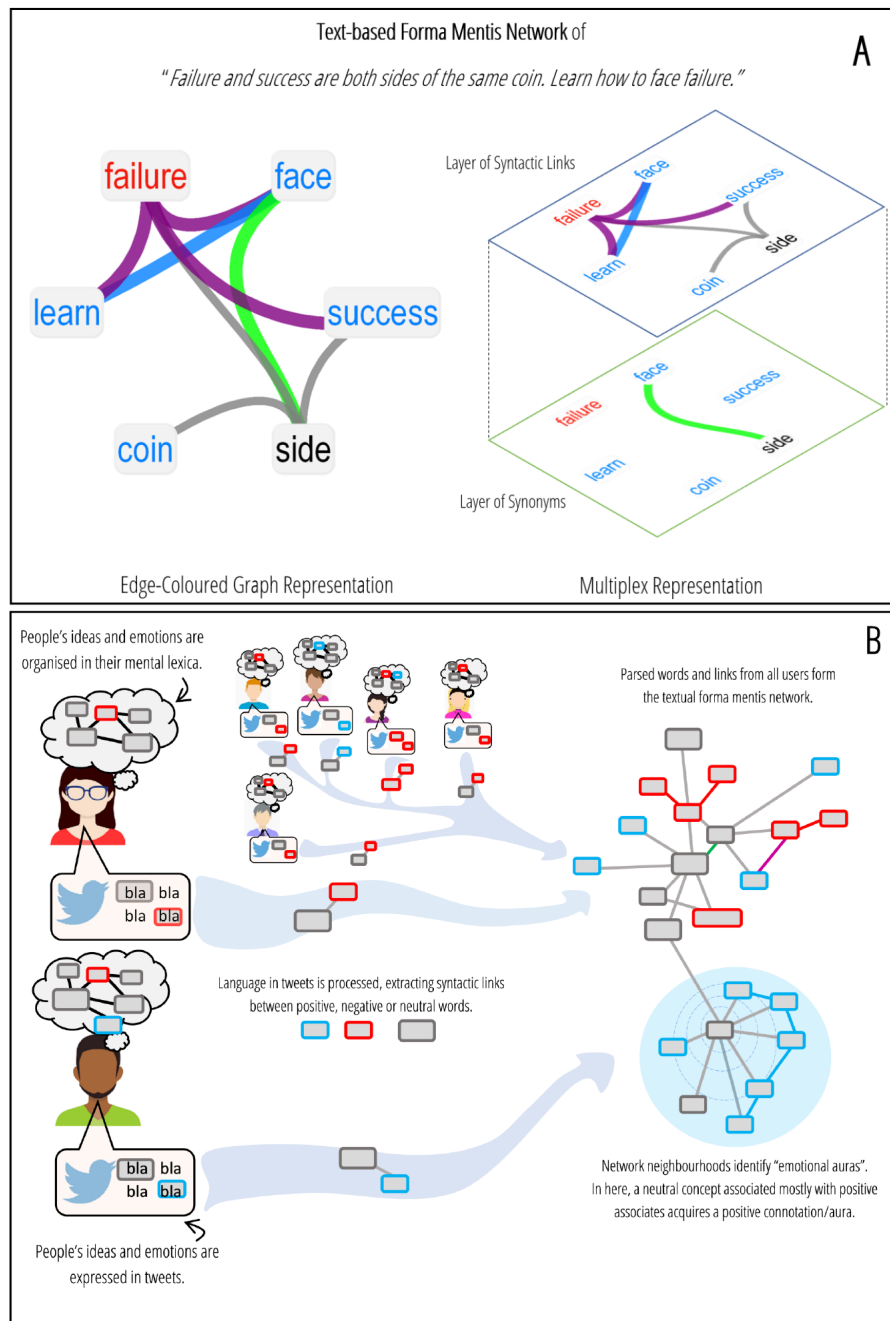 Text-based Forma Mentis Network of
A
“Failure and success are both sides of the same coin. Learn how to face failure.”
failure
face
learn
success
coin
side
Edge-Coloured Graph Representation
Layer of Syntactic Links
face
success
failure
side
learn
coin
face
success
failure
side
learn
coin
Layer of Synonyms
Multiplex Representation
B
People’s ideas and emotions are
organised in their mental lexica.
Parsed words and links from all users form
the textual forma mentis network.
bla bla
bla bla
Language in tweets is processed, extracting syntactic links
between positive, negative or neutral words.
bla bla
bla bla
People’s ideas and emotions are
expressed in tweets.
Network neighbourhoods identify “emotional auras”.
In here, a neutral concept associated mostly with positive
associates acquires a positive connotation/aura.